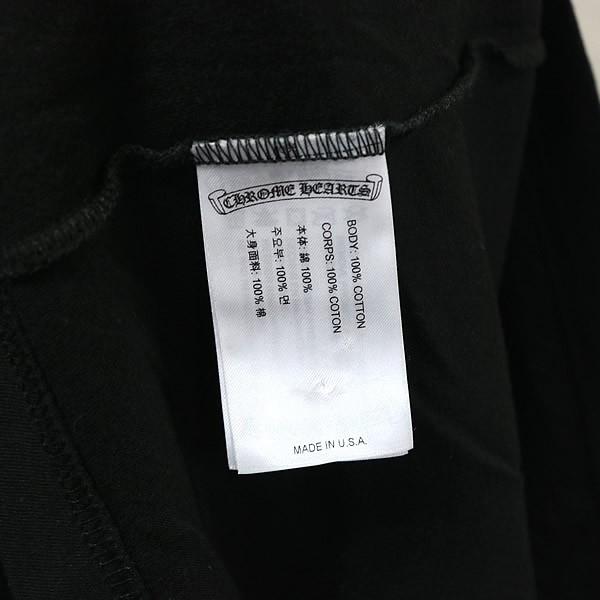 CHROME HEARTS
BODY: 100% COTTON
CORPS: 100% COTON
本体: 綿 100%
주요부: 100% 면
大身面料: 100% 棉
MADE IN U.S.A.